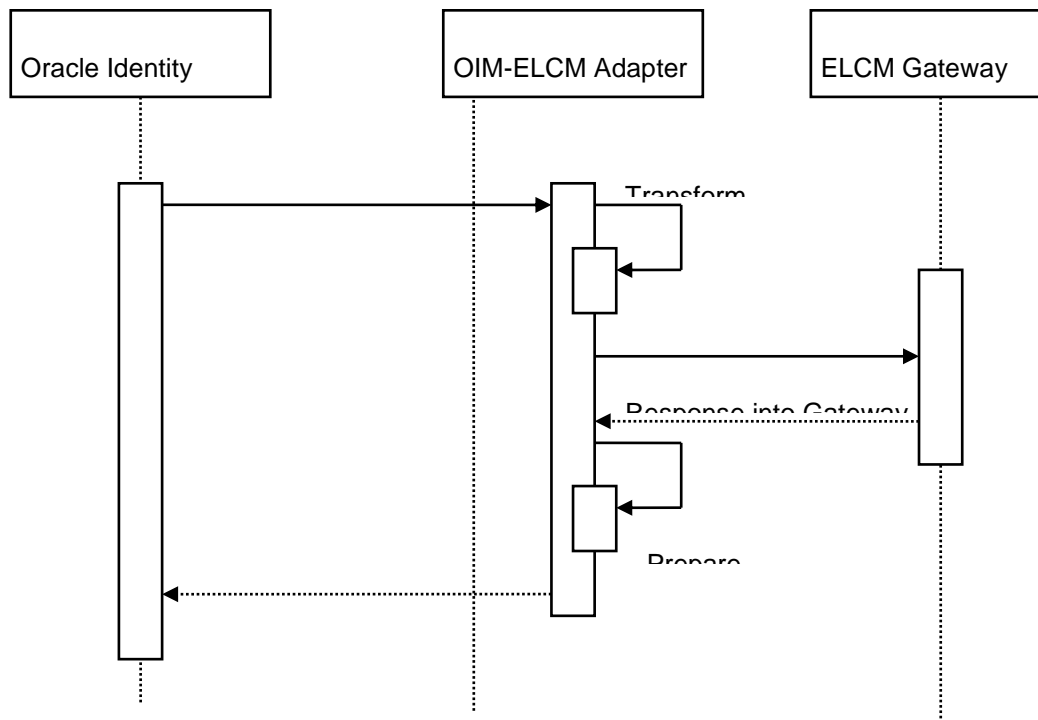 Oracle Identity
OIM-ELCM Adapter
ELCM Gateway
Transform
Response into Gateway
Prepare